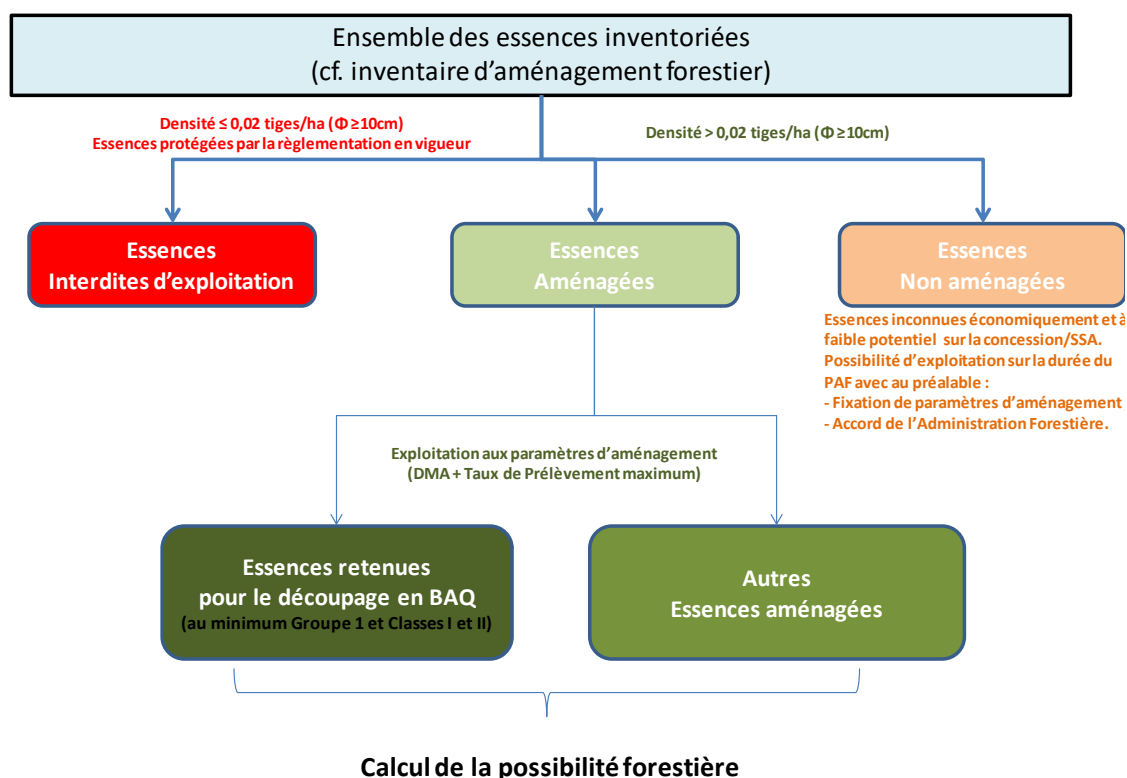 Ensemble des essences inventoriées
(cf. inventaire d'aménagement forestier)
Densité ≤ 0,02 tiges/ha (Φ ≥10cm)
Essences protégées par la règlementation en vigueur
Densité > 0,02 tiges/ha (Φ ≥10cm)
Essences
Interdites d'exploitation
Essences
Aménagées
Essences
Non aménagées
Essences inconnues économiquement et à
faible potentiel sur la concession/SSA.
Possibilité d'exploitation sur la durée du
PAF avec au préalable :
- Fixation de paramètres d'aménagement
- Accord de l'Administration Forestière.
Exploitation aux paramètres d'aménagement
(DMA + Taux de Prélèvement maximum)
Essences retenues
pour le découpage en BAQ
(au minimum Groupe 1 et Classes I et II)
Autres
Essences aménagées
Calcul de la possibilité forestière